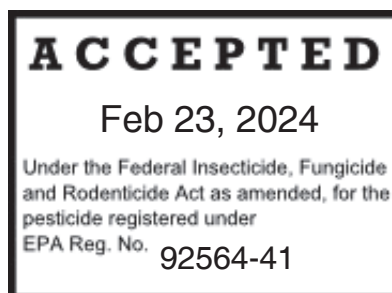 ACCEPTED
Feb 23, 2024
Under the Federal Insecticide, Fungicide
and Rodenticide Act as amended, for the
pesticide registered under
EPA Reg. No. 92564-41